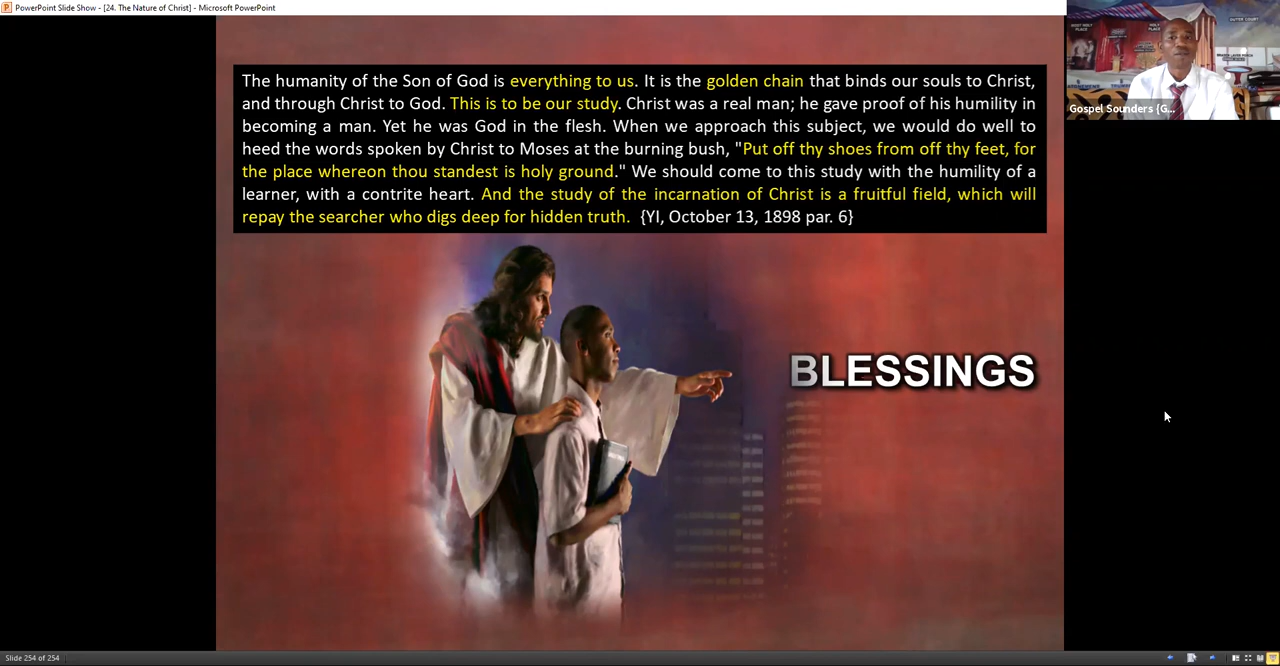 PowerPoint Slide Show - [24. The Nature of Christ] - Microsoft PowerPoint
The humanity of the Son of God is everything to us. It is the golden chain that binds our souls to Christ,
and through Christ to God. This is to be our study. Christ was a real man; he gave proof of his humility in
becoming a man. Yet he was God in the flesh. When we approach this subject, we would do well to
heed the words spoken by Christ to Moses at the burning bush, "Put off thy shoes from off thy feet, for
the place whereon thou standest is holy ground." We should come to this study with the humility of a
learner, with a contrite heart. And the study of the incarnation of Christ is a fruitful field, which will
repay the searcher who digs deep for hidden truth. {YI, October 13, 1898 par. 6}
BLESSINGS
OUTER COURT
Gospel Sounders {G...
Slide 254 of 254